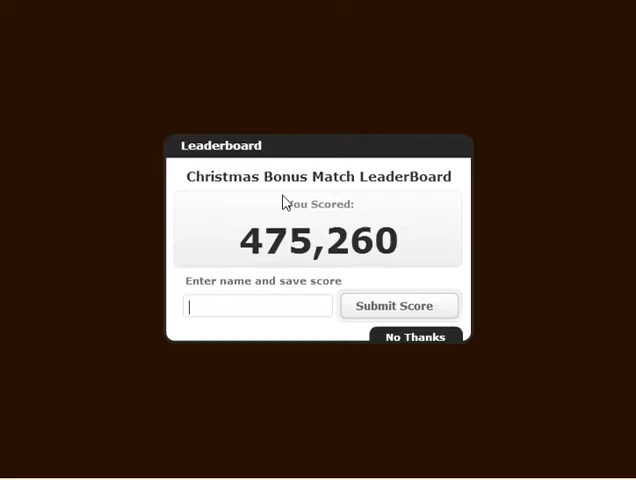 Leaderboard
Christmas Bonus Match LeaderBoard
You Scored:
475,260
Enter name and save score
Submit Score
No Thanks